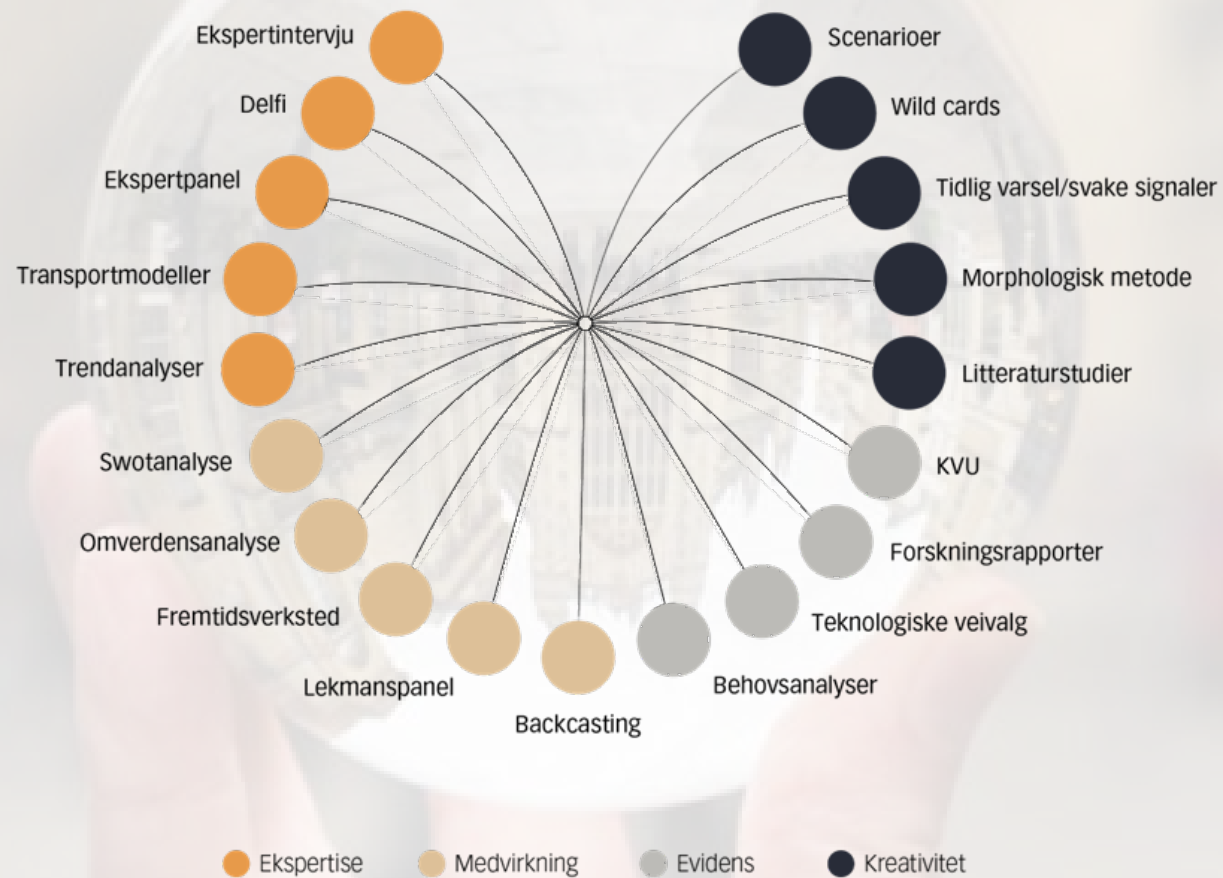 Ekspertintervju
Delfi
Ekspertpanel
Transportmodeller
Trendanalyser
Swotanalyse
Omverdensanalyse
Fremtidsverksted
Lekmanspanel
Backcasting
Behovsanalyser
Teknologiske veivalg
Forskningsrapporter
KVU
Litteraturstudier
Morphologisk metode
Tidlig varsel/svake signaler
Wild cards
Scenarioer
Ekspertise
Medvirkning
Evidens
Kreativitet